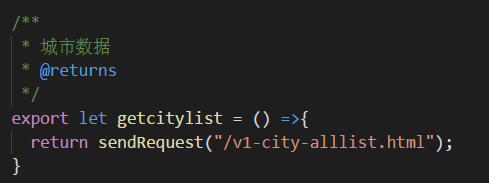 /**
 * 城市数据
 * @returns
 */
export let getcitylist = () =>{
  return sendRequest("/v1-city-alllist.html");
}